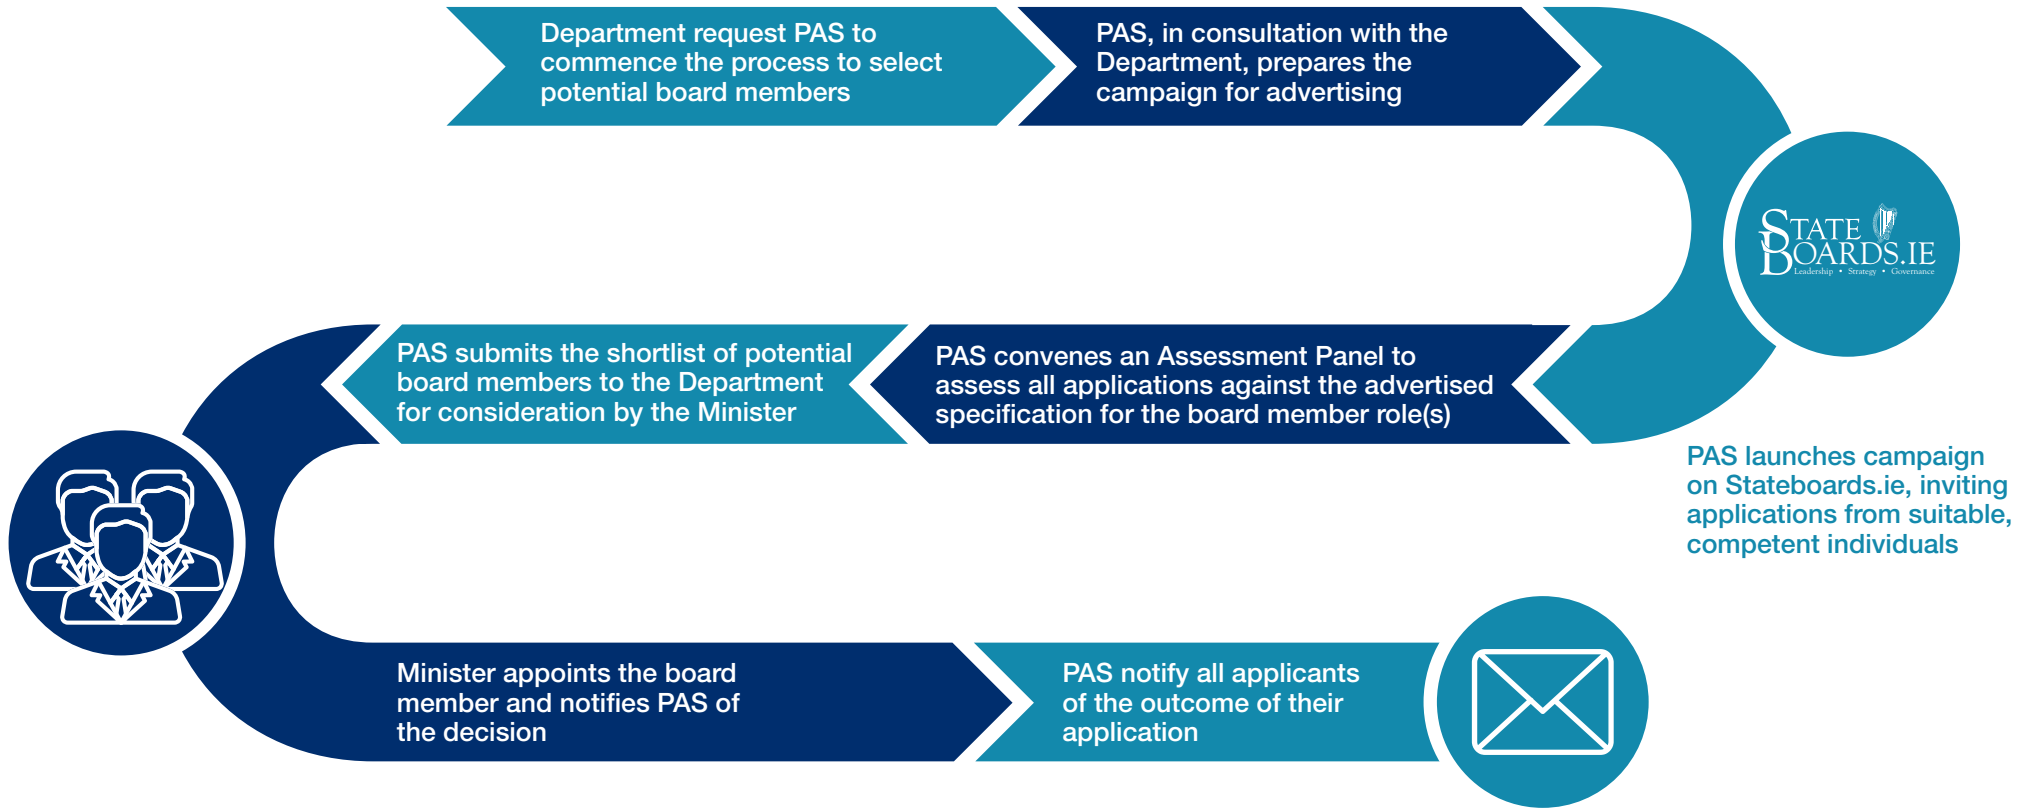 Department request PAS to
commence the process to select
potential board members
PAS, in consultation with the
Department, prepares the
campaign for advertising
STATE
BOARDS.IE
Leadership • Strategy • Governance
PAS launches campaign
on Stateboards.ie, inviting
applications from suitable,
competent individuals
PAS convenes an Assessment Panel to
assess all applications against the advertised
specification for the board member role(s)
PAS submits the shortlist of potential
board members to the Department
for consideration by the Minister
Minister appoints the board
member and notifies PAS of
the decision
PAS notify all applicants
of the outcome of their
application